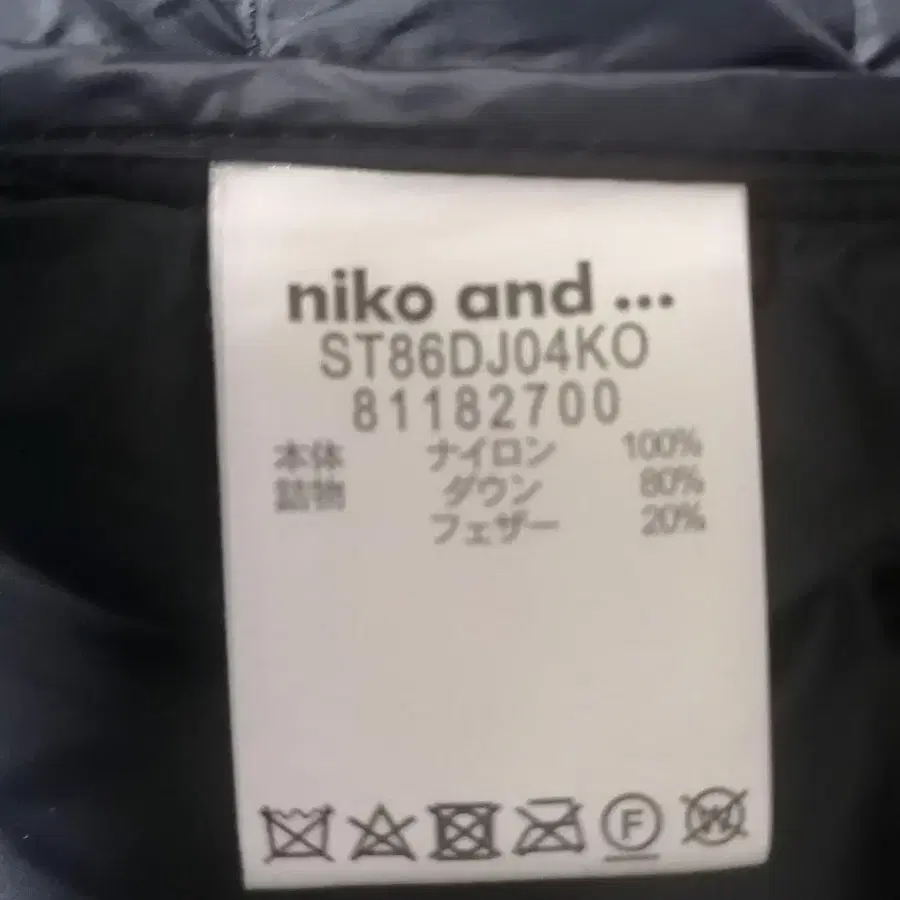 niko and ...
ST86DJ04KO
81182700
本体 ナイロン 100%
詰物 ダウン 80%
フェザー 20%
F
W